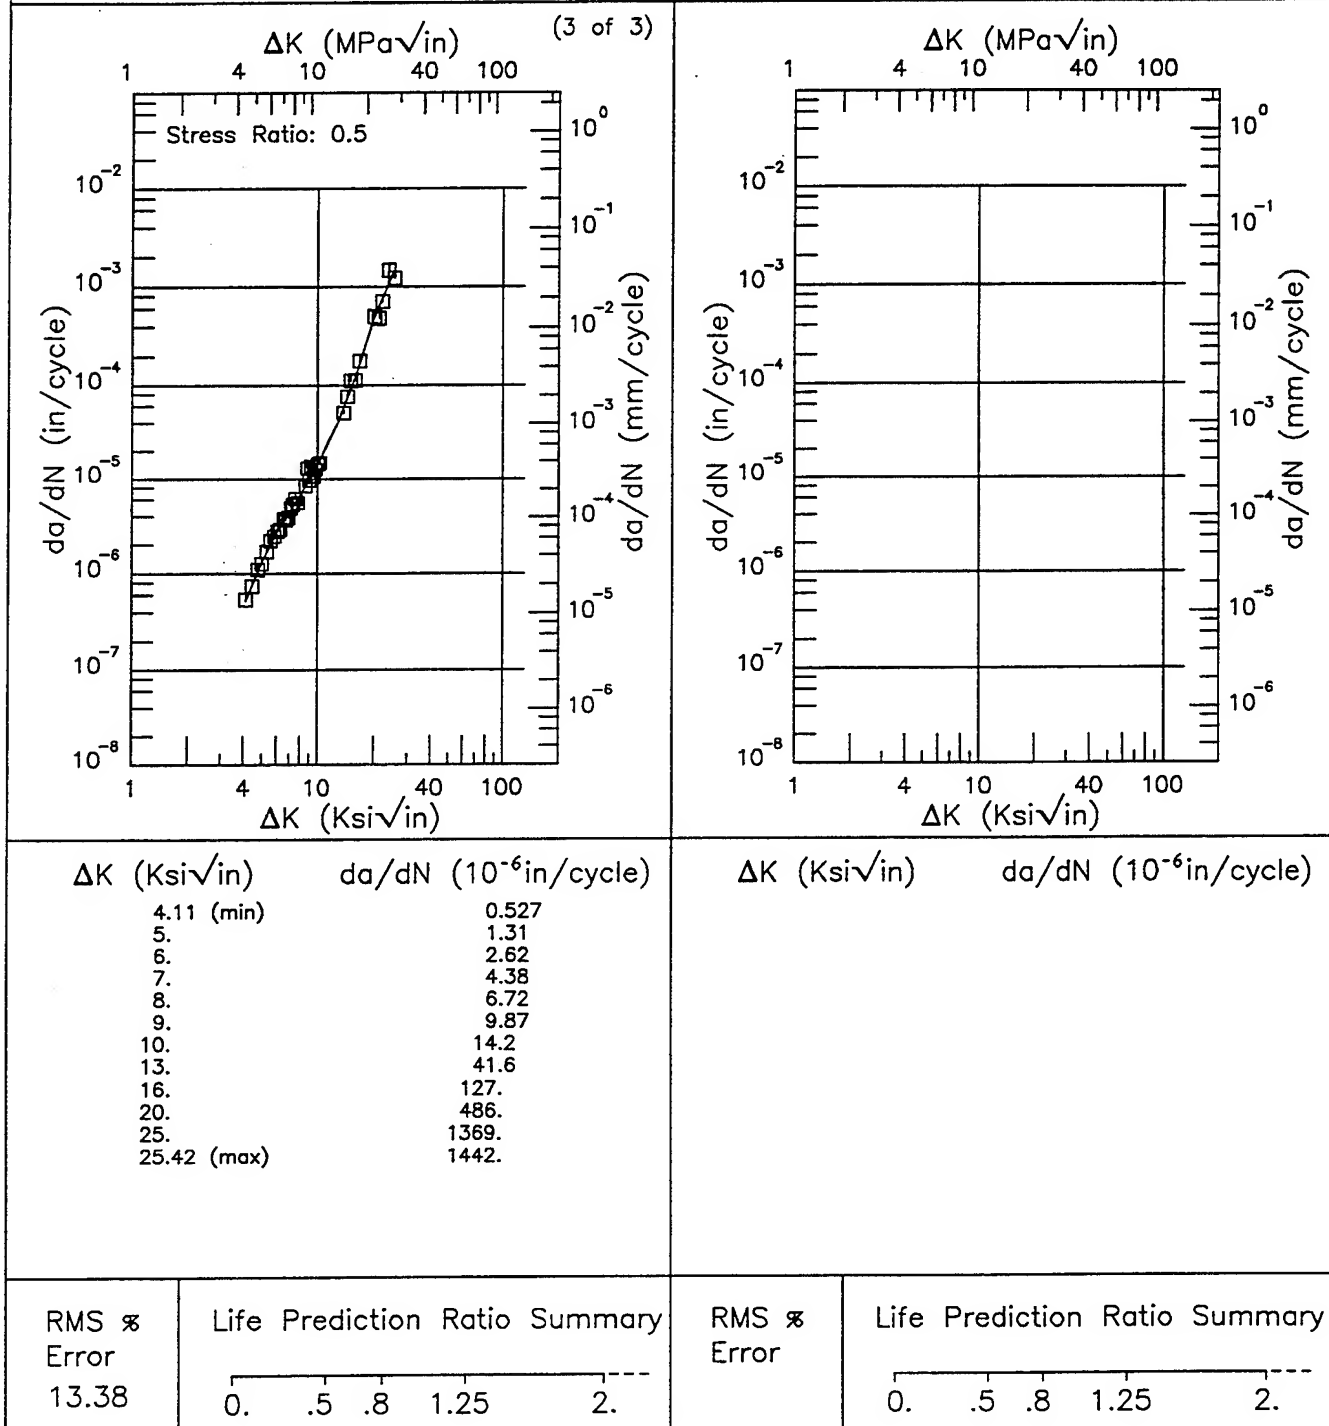 (3 of 3)
ΔK (MPa√in)
1 4 10 40 100
Stress Ratio: 0.5
10⁰
10⁻²
10⁻¹
10⁻³
10⁻²
10⁻⁴
10⁻³
10⁻⁵
10⁻⁴
10⁻⁶
10⁻⁵
10⁻⁷
10⁻⁶
10⁻⁸
da/dN (in/cycle)
da/dN (mm/cycle)
1 4 10 40 100
ΔK (Ksi√in)
ΔK (MPa√in)
1 4 10 40 100
10⁰
10⁻²
10⁻¹
10⁻³
10⁻²
10⁻⁴
10⁻³
10⁻⁵
10⁻⁴
10⁻⁶
10⁻⁵
10⁻⁷
10⁻⁶
10⁻⁸
da/dN (in/cycle)
da/dN (mm/cycle)
1 4 10 40 100
ΔK (Ksi√in)
ΔK (Ksi√in) da/dN (10⁻⁶in/cycle)
4.11 (min) 0.527
5. 1.31
6. 2.62
7. 4.38
8. 6.72
9. 9.87
10. 14.2
13. 41.6
16. 127.
20. 486.
25. 1369.
25.42 (max) 1442.
ΔK (Ksi√in) da/dN (10⁻⁶in/cycle)
RMS %
Error
13.38
Life Prediction Ratio Summary
0. .5 .8 1.25 2.
RMS %
Error
Life Prediction Ratio Summary
0. .5 .8 1.25 2.